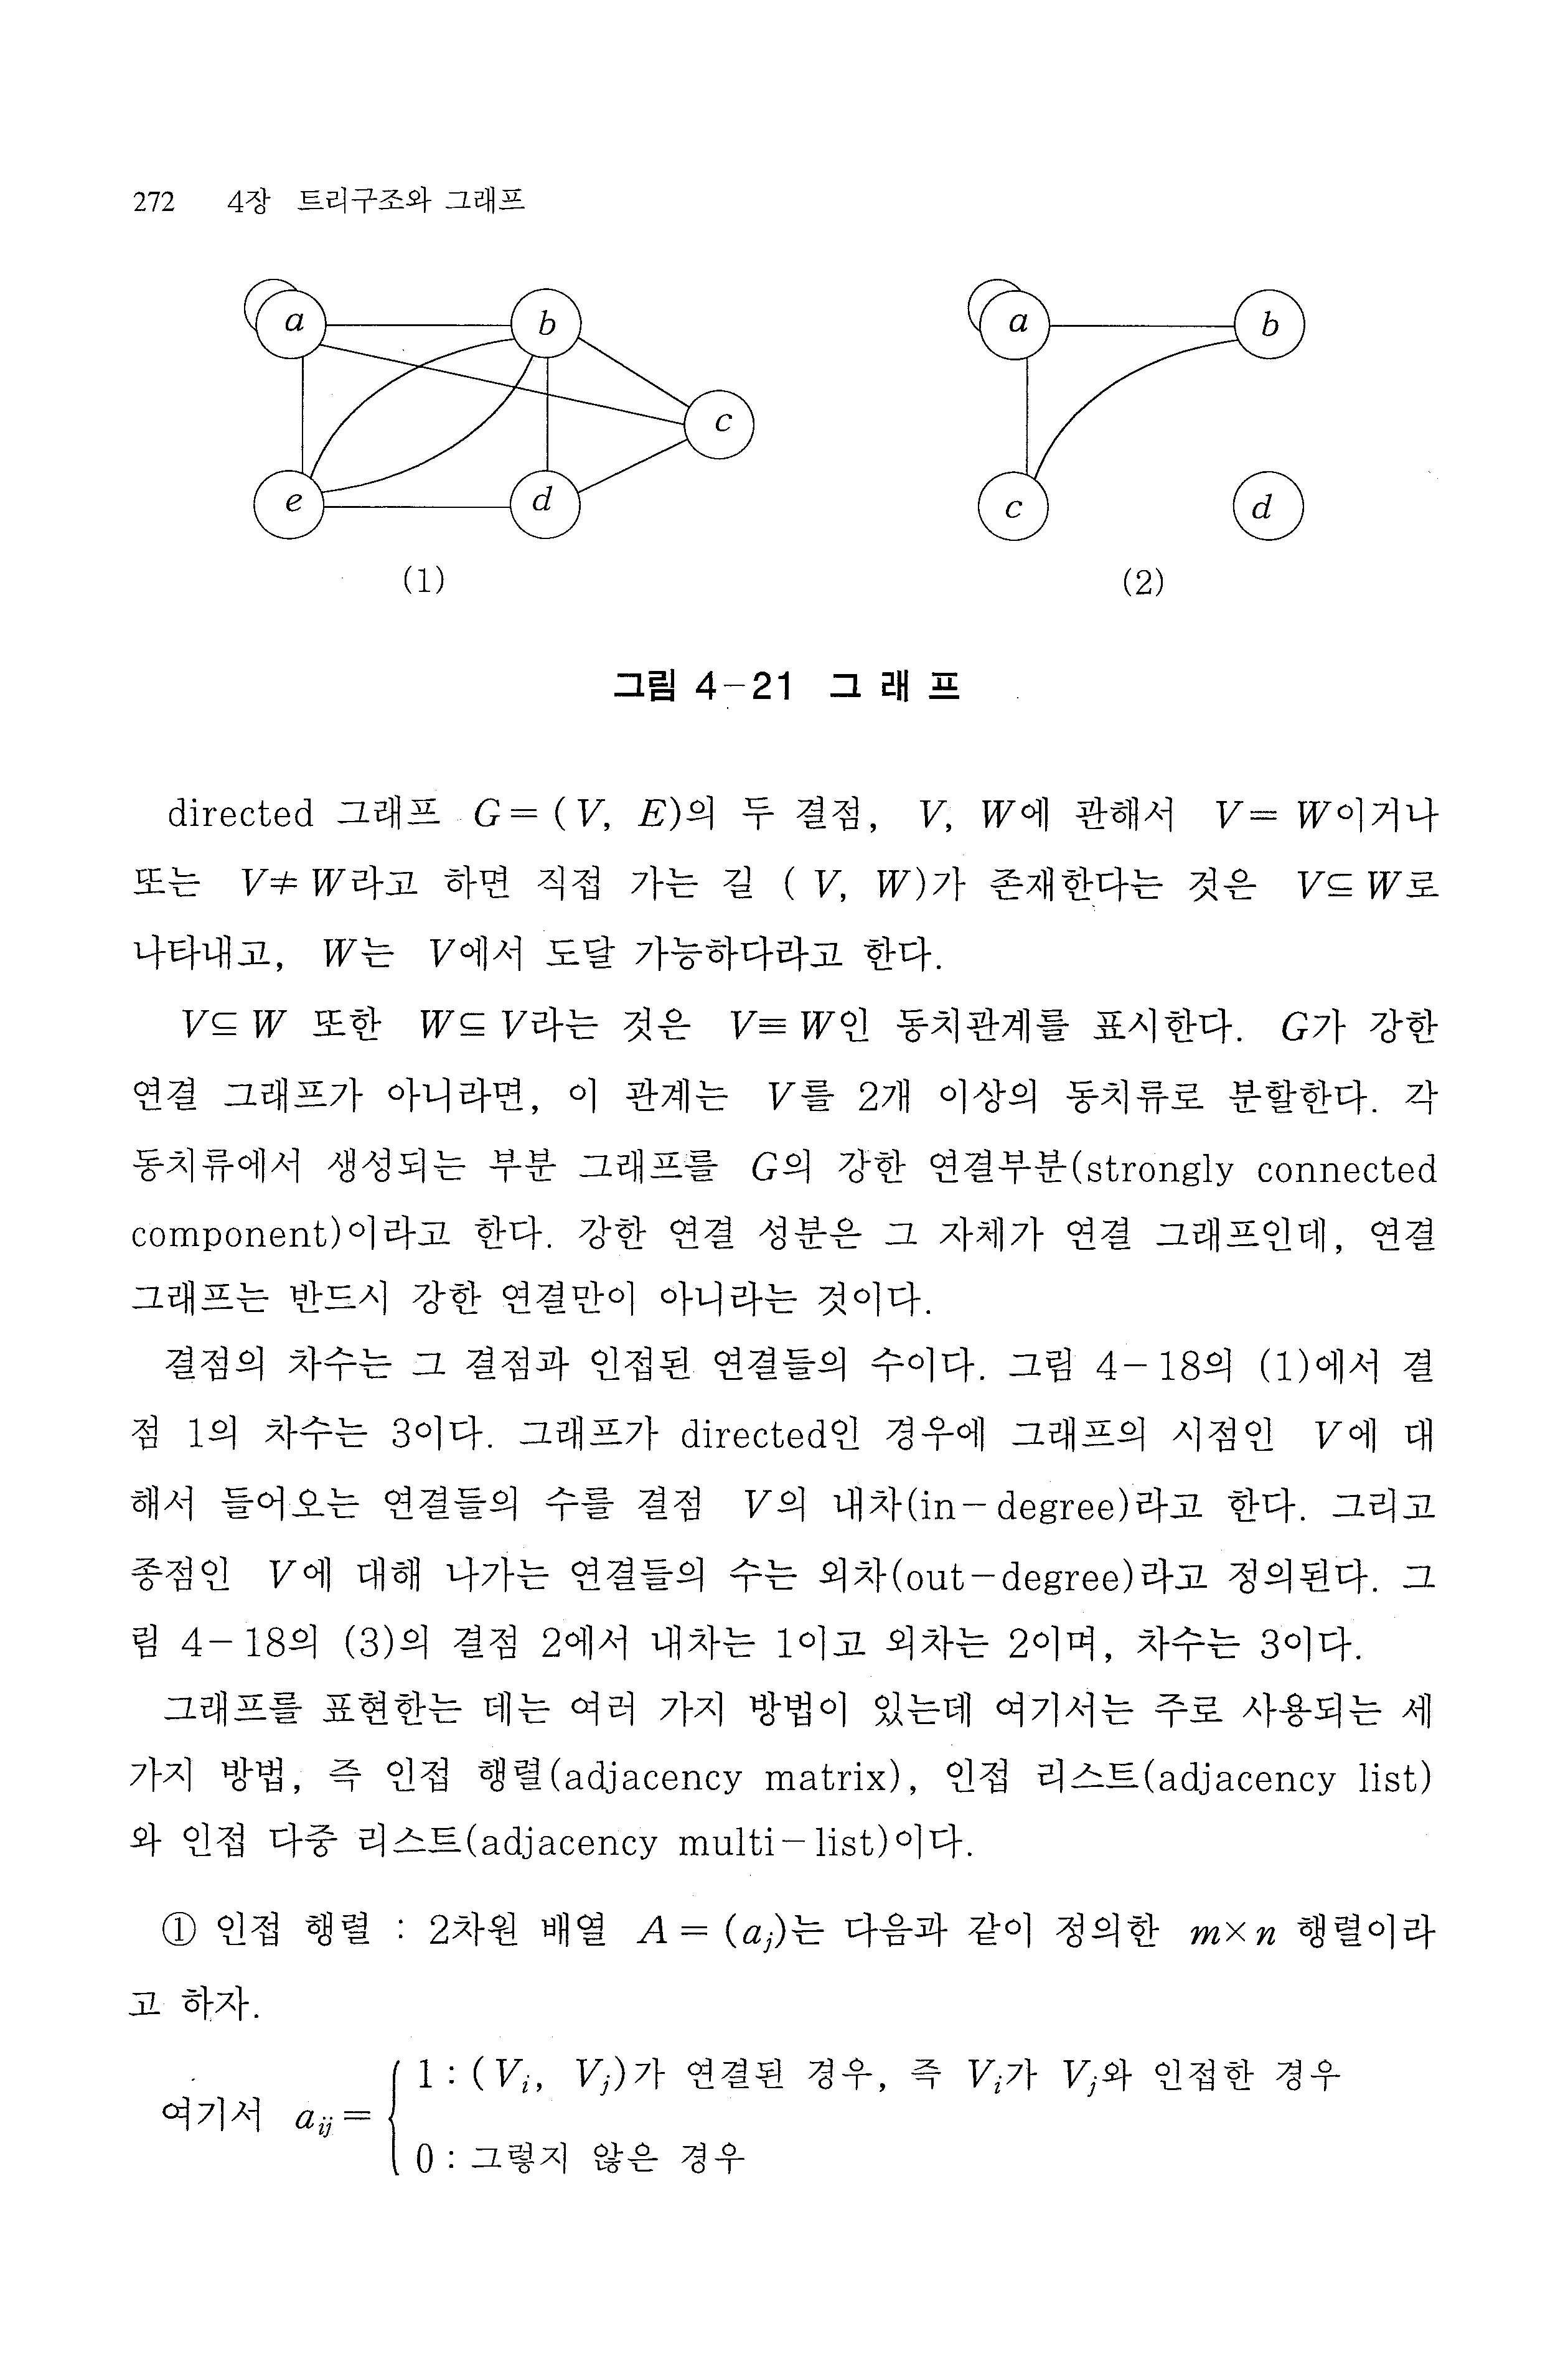 272 4장 트리구조와 그래프
a b c e d
a b c d
(1) (2)
그림 4-21 그 래 프
directed 그래프 G=(V, E)의 두 결점, V, W에 관해서 V=W이거나
또는 V≠W라고 하면 직접 가는 길 (V, W)가 존재한다는 것은 V⊆W로
나타내고, W는 V에서 도달 가능하다라고 한다.
V⊆W 또한 W⊆V라는 것은 V≡W인 동치관계를 표시한다. G가 강한
연결 그래프가 아니라면, 이 관계는 V를 2개 이상의 동치류로 분할한다. 각
동치류에서 생성되는 부분 그래프를 G의 강한 연결부분(strongly connected
component)이라고 한다. 강한 연결 성분은 그 자체가 연결 그래프인데, 연결
그래프는 반드시 강한 연결만이 아니라는 것이다.
결점의 차수는 그 결점과 인접된 연결들의 수이다. 그림 4-18의 (1)에서 결
점 1의 차수는 3이다. 그래프가 directed인 경우에 그래프의 시점인 V에 대
해서 들어오는 연결들의 수를 결점 V의 내차(in-degree)라고 한다. 그리고
종점인 V에 대해 나가는 연결들의 수는 외차(out-degree)라고 정의된다. 그
림 4-18의 (3)의 결점 2에서 내차는 1이고 외차는 2이며, 차수는 3이다.
그래프를 표현한는 데는 여러 가지 방법이 있는데 여기서는 주로 사용되는 세
가지 방법, 즉 인접 행렬(adjacency matrix), 인접 리스트(adjacency list)
와 인접 다중 리스트(adjacency multi-list)이다.
① 인접 행렬 : 2차원 배열 A=(aⱼ)는 다음과 같이 정의한 m×n 행렬이라
고 하자.
1 : (Vᵢ, Vⱼ)가 연결된 경우, 즉 Vᵢ가 Vⱼ와 인접한 경우
여기서 aᵢⱼ=
0 : 그렇지 않은 경우